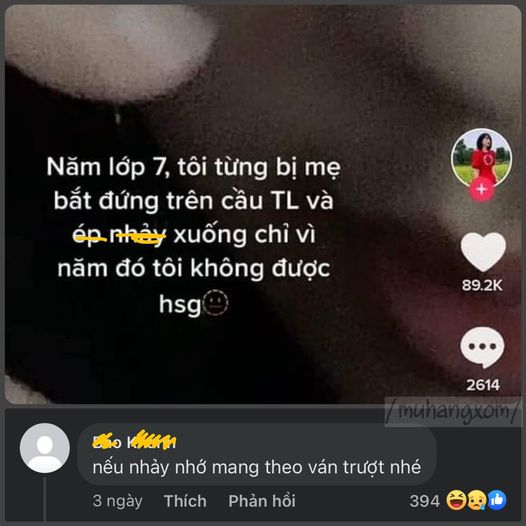 Năm lớp 7, tôi từng bị mẹ
bắt đứng trên cầu TL và
ép nhảy xuống chỉ vì
năm đó tôi không được
hsg😐
89.2K
2614
/muhangxom/
nếu nhảy nhớ mang theo ván trượt nhé
3 ngày Thích Phản hồi 394